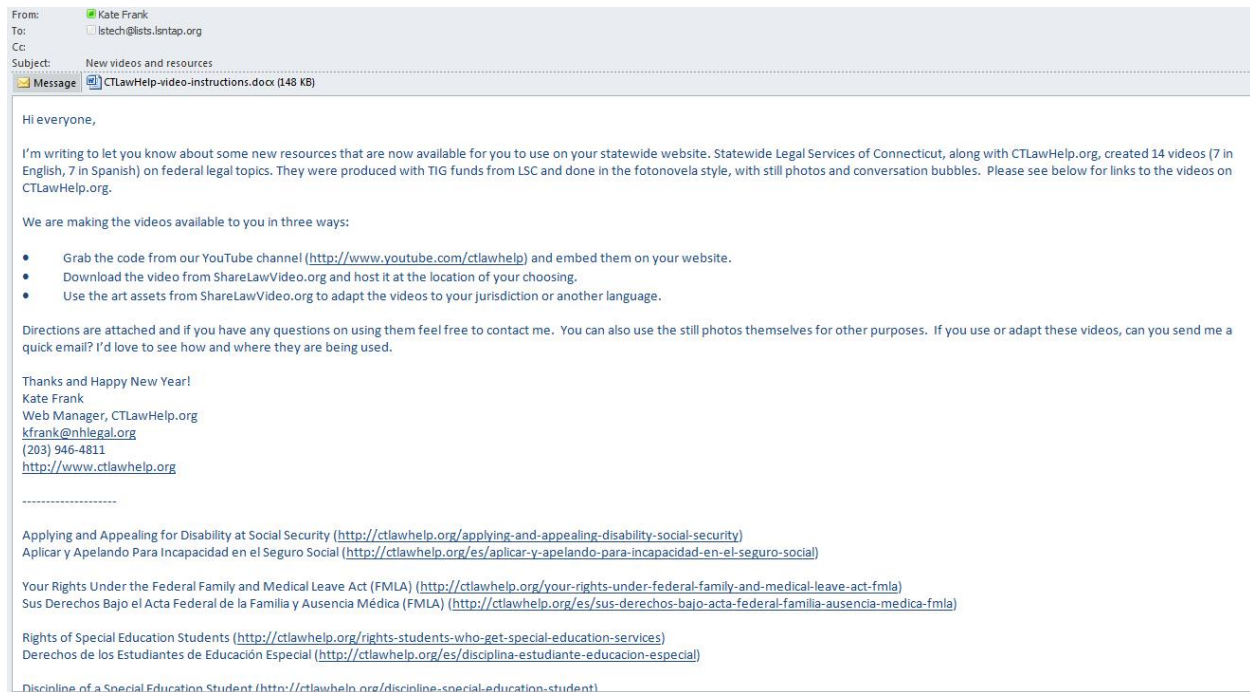 From: Kate Frank
To: lstech@lists.lsntap.org
Cc:
Subject: New videos and resources
Message CTLawHelp-video-instructions.docx (148 KB)
Hi everyone,
I'm writing to let you know about some new resources that are now available for you to use on your statewide website. Statewide Legal Services of Connecticut, along with CTLawHelp.org, created 14 videos (7 in
English, 7 in Spanish) on federal legal topics. They were produced with TIG funds from LSC and done in the fotonovela style, with still photos and conversation bubbles. Please see below for links to the videos on
CTLawHelp.org.
We are making the videos available to you in three ways:
• Grab the code from our YouTube channel (http://www.youtube.com/ctlawhelp) and embed them on your website.
• Download the video from ShareLawVideo.org and host it at the location of your choosing.
• Use the art assets from ShareLawVideo.org to adapt the videos to your jurisdiction or another language.
Directions are attached and if you have any questions on using them feel free to contact me. You can also use the still photos themselves for other purposes. If you use or adapt these videos, can you send me a
quick email? I'd love to see how and where they are being used.
Thanks and Happy New Year!
Kate Frank
Web Manager, CTLawHelp.org
kfrank@nhlegal.org
(203) 946-4811
http://www.ctlawhelp.org
--------------------
Applying and Appealing for Disability at Social Security (http://ctlawhelp.org/applying-and-appealing-disability-social-security)
Aplicar y Apelando Para Incapacidad en el Seguro Social (http://ctlawhelp.org/es/aplicar-y-apelando-para-incapacidad-en-el-seguro-social)
Your Rights Under the Federal Family and Medical Leave Act (FMLA) (http://ctlawhelp.org/your-rights-under-federal-family-and-medical-leave-act-fmla)
Sus Derechos Bajo el Acta Federal de la Familia y Ausencia Médica (FMLA) (http://ctlawhelp.org/es/sus-derechos-bajo-acta-federal-familia-ausencia-medica-fmla)
Rights of Special Education Students (http://ctlawhelp.org/rights-students-who-get-special-education-services)
Derechos de los Estudiantes de Educación Especial (http://ctlawhelp.org/es/disciplina-estudiante-educacion-especial)
Discipline of a Special Education Student (http://ctlawhelp.org/discipline-special-education-student)